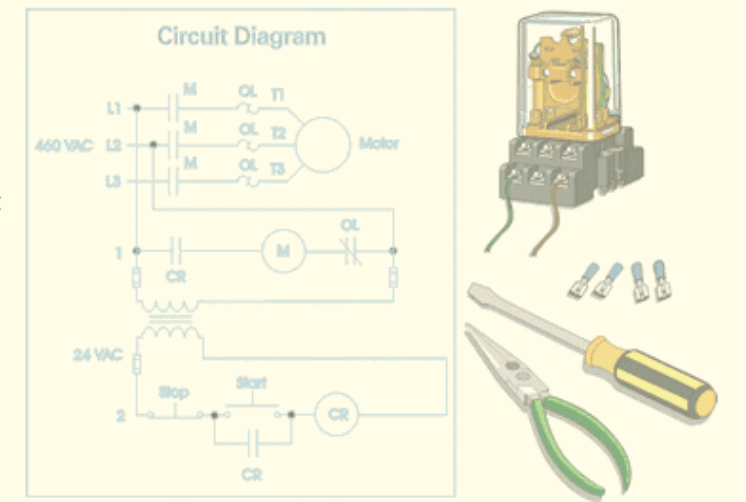 Circuit Diagram
M
OL T1
L1
M
OL T2
460 VAC L2
Motor
M
OL T3
L3
OL
1
M
CR
24 VAC
Stop
Start
2
CR
CR